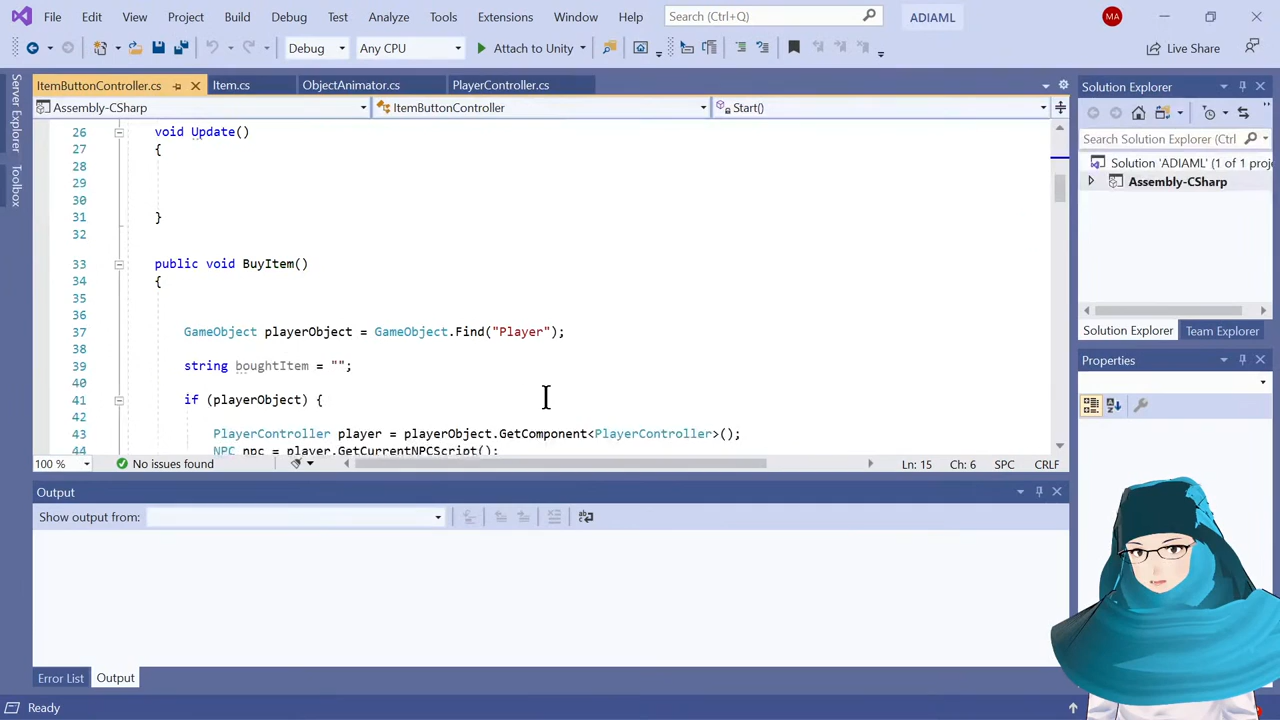 File Edit View Project Build Debug Test Analyze Tools Extensions Window Help Search (Ctrl+Q) ADIAML MA
Debug Any CPU Attach to Unity Live Share
Server Explorer
Toolbox
ItemButtonController.cs Item.cs ObjectAnimator.cs PlayerController.cs
Assembly-CSharp ItemButtonController Start()
26 void Update()
27 {
28
29
30
31 }
32
33 public void BuyItem()
34 {
35
36
37 GameObject playerObject = GameObject.Find("Player");
38
39 string boughtItem = "";
40
41 if (playerObject) {
42
43 PlayerController player = playerObject.GetComponent<PlayerController>();
44 NPC npc = player.GetCurrentNPCScript();
100 % No issues found Ln: 15 Ch: 6 SPC CRLF
Output
Show output from:
Error List Output
Ready
Solution Explorer
Search Solution Explorer (Ctrl
Solution 'ADIAML' (1 of 1 proje
Assembly-CSharp
Solution Explorer Team Explorer
Properties